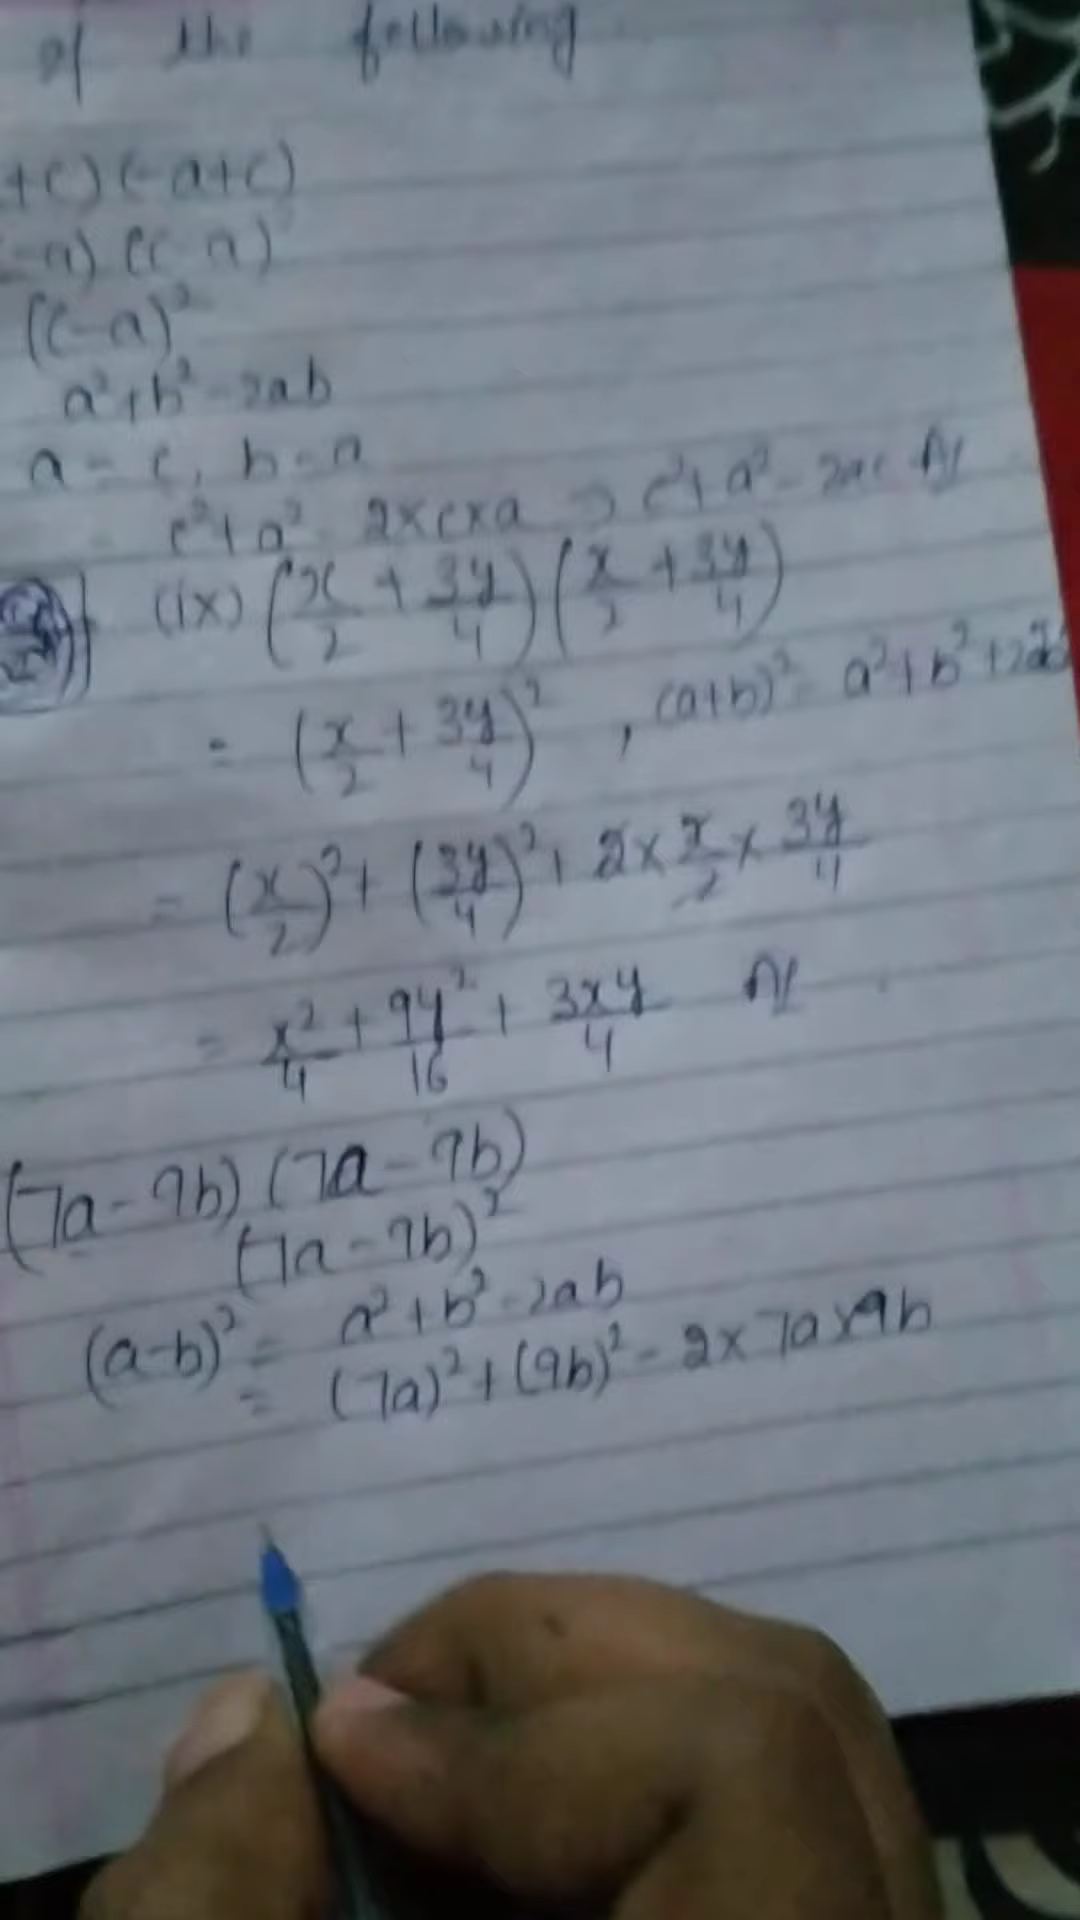 of the following
+c) (-a+c)
-a) (c-a)
(c-a)²
a²+b²-2ab
a = c, b = a
c²+a² - 2×c×a ⇒ c²+a² - 2ac
(ix) (x/2 + 3y/4) (x/2 + 3y/4)
= (x/2 + 3y/4)² , (a+b)² = a²+b²+2ab
= (x/2)² + (3y/4)² + 2 × x/2 × 3y/4
= x²/4 + 9y²/16 + 3xy/4
(7a - 9b) (7a - 9b)
(7a - 9b)²
(a-b)² = a²+b²-2ab
= (7a)² + (9b)² - 2 × 7a × 9b